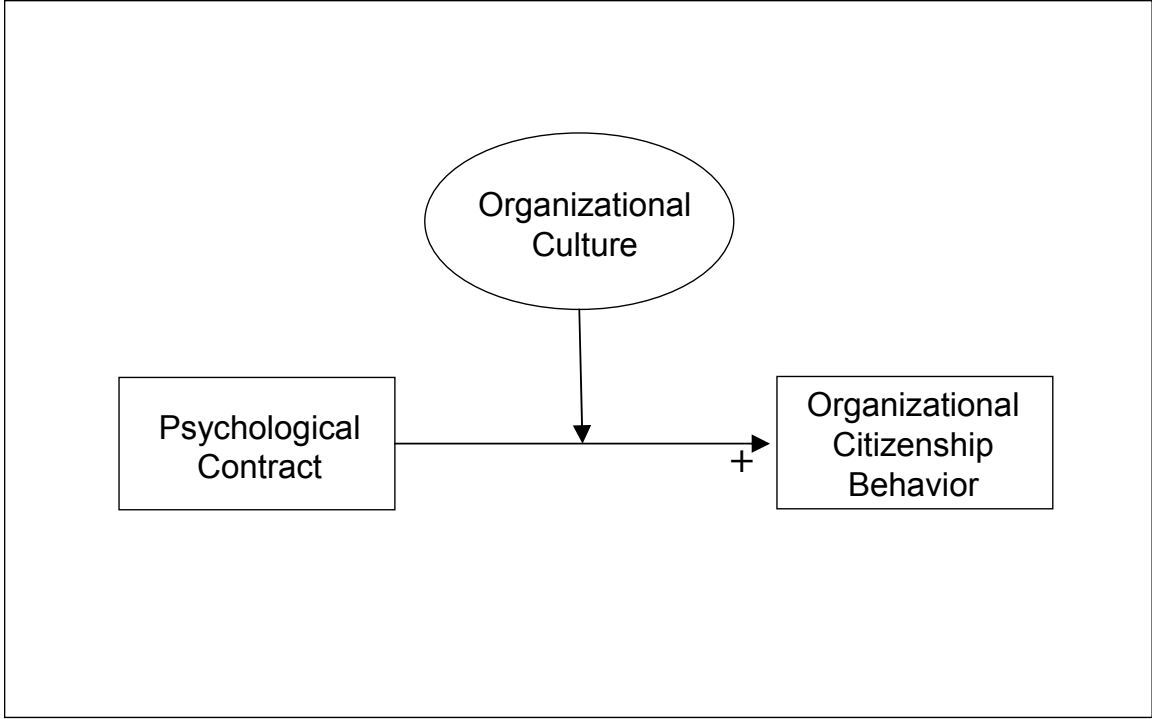 Organizational
Culture
Psychological
Contract
Organizational
Citizenship
Behavior
+